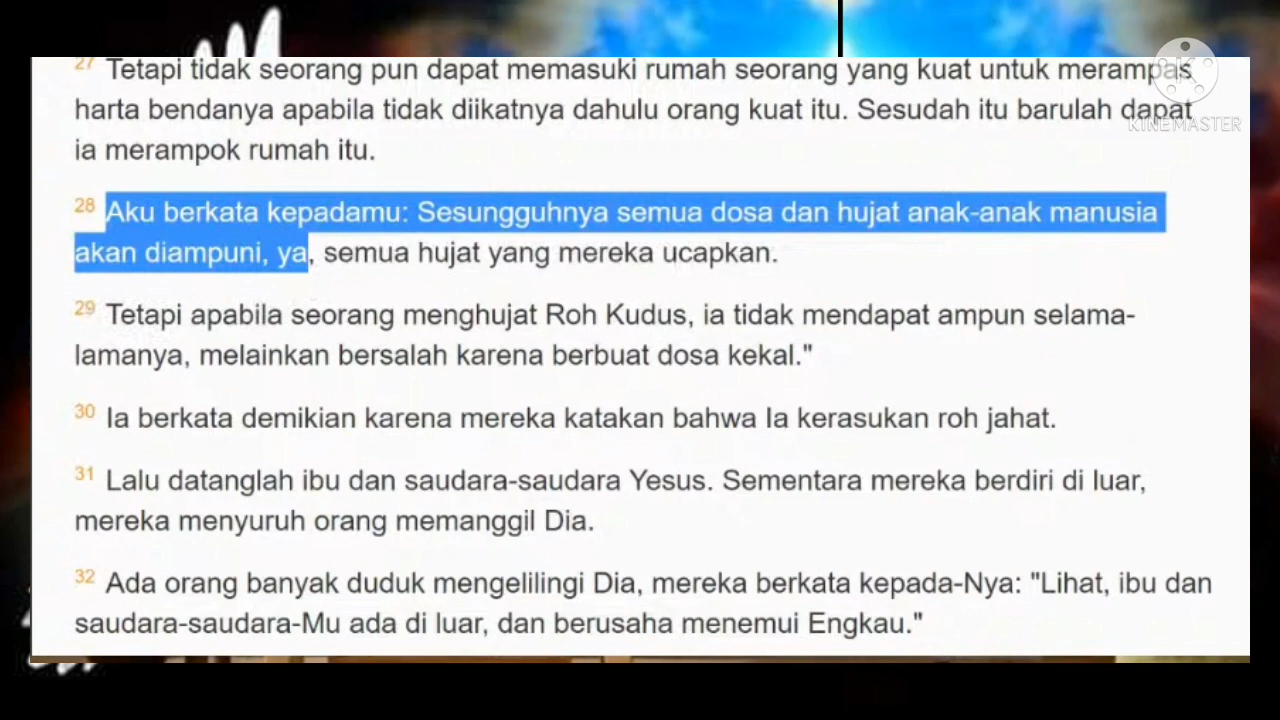 27 Tetapi tidak seorang pun dapat memasuki rumah seorang yang kuat untuk merampas
harta bendanya apabila tidak diikatnya dahulu orang kuat itu. Sesudah itu barulah dapat
ia merampok rumah itu.
K
KINEMASTER
28 Aku berkata kepadamu: Sesungguhnya semua dosa dan hujat anak-anak manusia
akan diampuni, ya, semua hujat yang mereka ucapkan.
29 Tetapi apabila seorang menghujat Roh Kudus, ia tidak mendapat ampun selama-
lamanya, melainkan bersalah karena berbuat dosa kekal."
30 Ia berkata demikian karena mereka katakan bahwa Ia kerasukan roh jahat.
31 Lalu datanglah ibu dan saudara-saudara Yesus. Sementara mereka berdiri di luar,
mereka menyuruh orang memanggil Dia.
32 Ada orang banyak duduk mengelilingi Dia, mereka berkata kepada-Nya: "Lihat, ibu dan
saudara-saudara-Mu ada di luar, dan berusaha menemui Engkau."